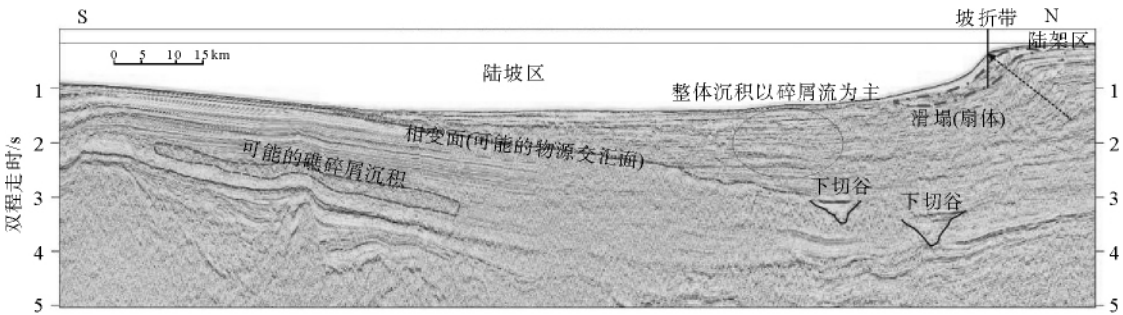 S
坡折带
N
陆架区
0 5 10 15km
陆坡区
整体沉积以碎屑流为主
滑塌(扇体)
相变面(可能的物源交汇面)
可能的礁碎屑沉积
下切谷
下切谷
双程走时/s
1
2
3
4
5
1
2
3
4
5